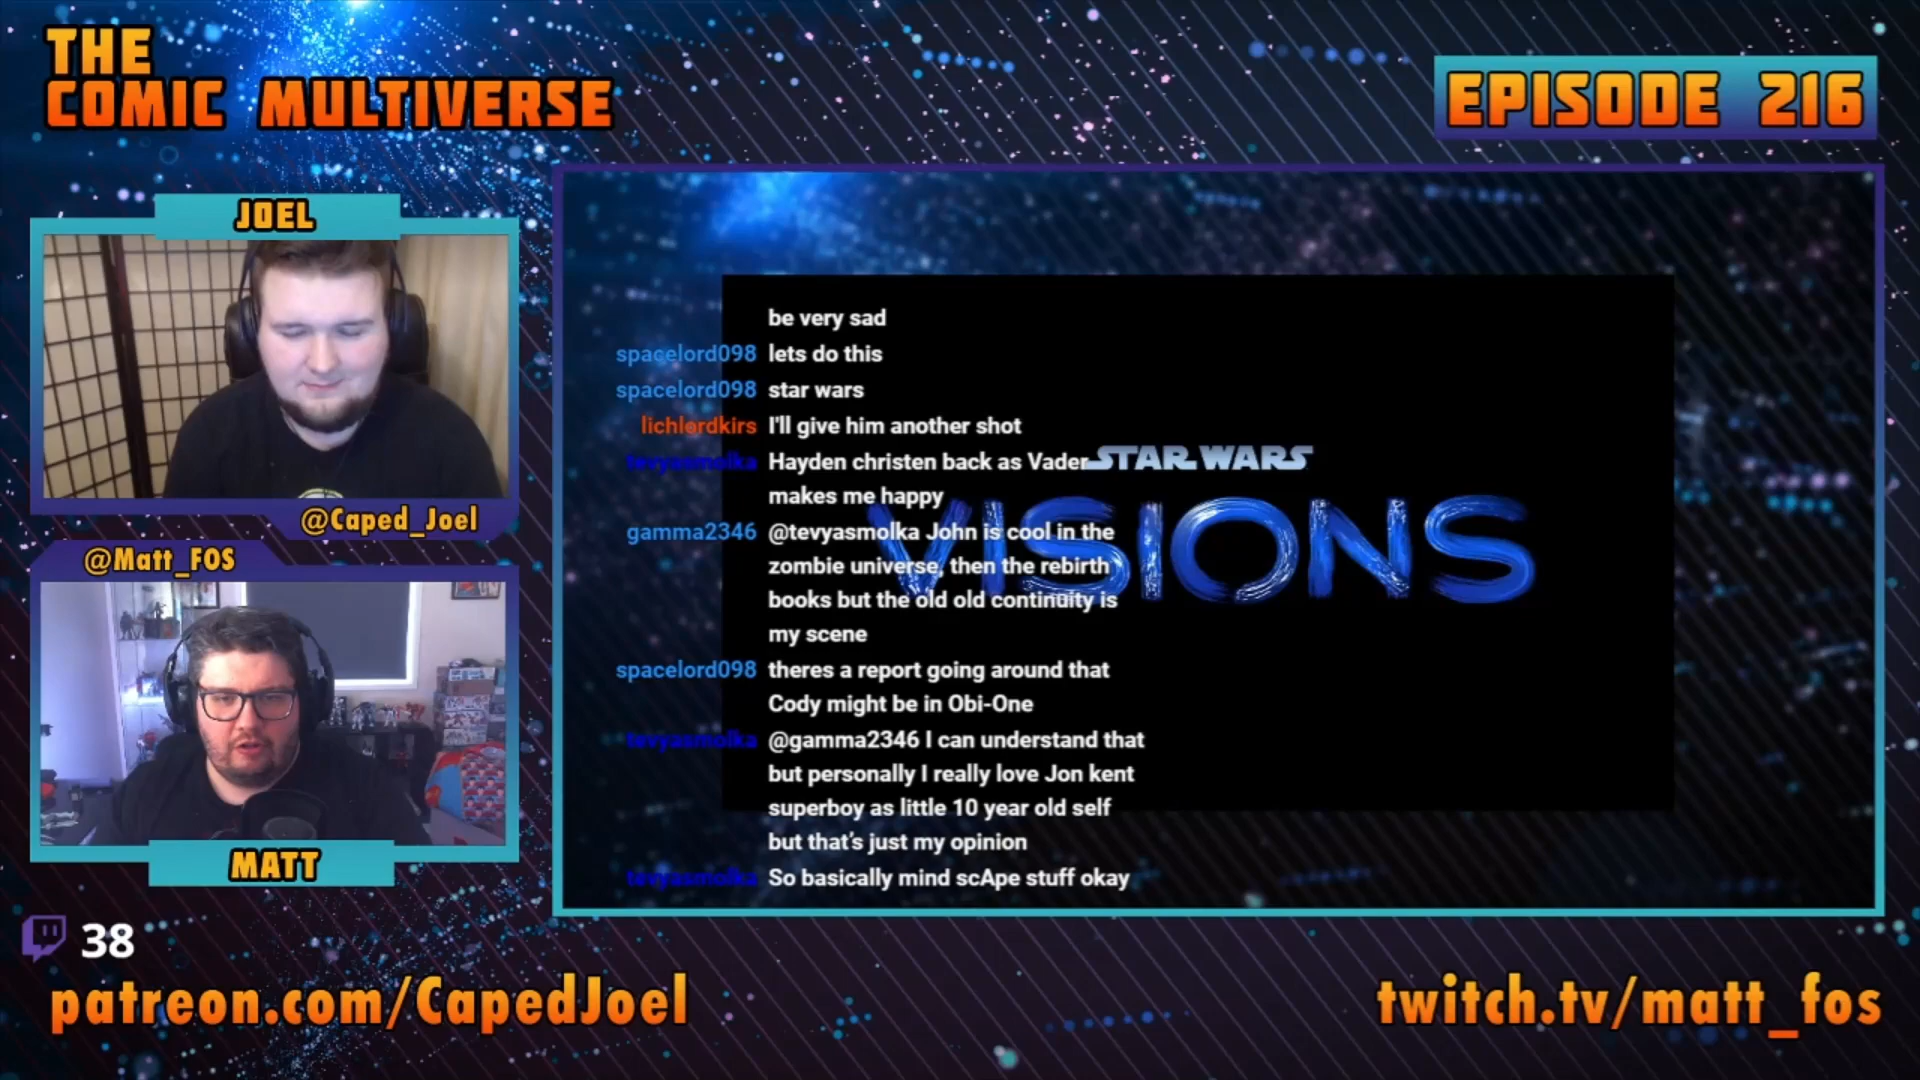 THE
COMIC MULTIVERSE
EPISODE 216
JOEL
@Caped_Joel
@Matt_FOS
MATT
be very sad
spacelord098 lets do this
spacelord098 star wars
lichlordkirs I'll give him another shot
tevyasmolka Hayden christen back as Vader
makes me happy
gamma2346 @tevyasmolka John is cool in the
zombie universe, then the rebirth
books but the old old continuity is
my scene
spacelord098 theres a report going around that
Cody might be in Obi-One
tevyasmolka @gamma2346 I can understand that
but personally I really love Jon kent
superboy as little 10 year old self
but that's just my opinion
tevyasmolka So basically mind scApe stuff okay
STAR WARS
VISIONS
38
patreon.com/CapedJoel
twitch.tv/matt_fos